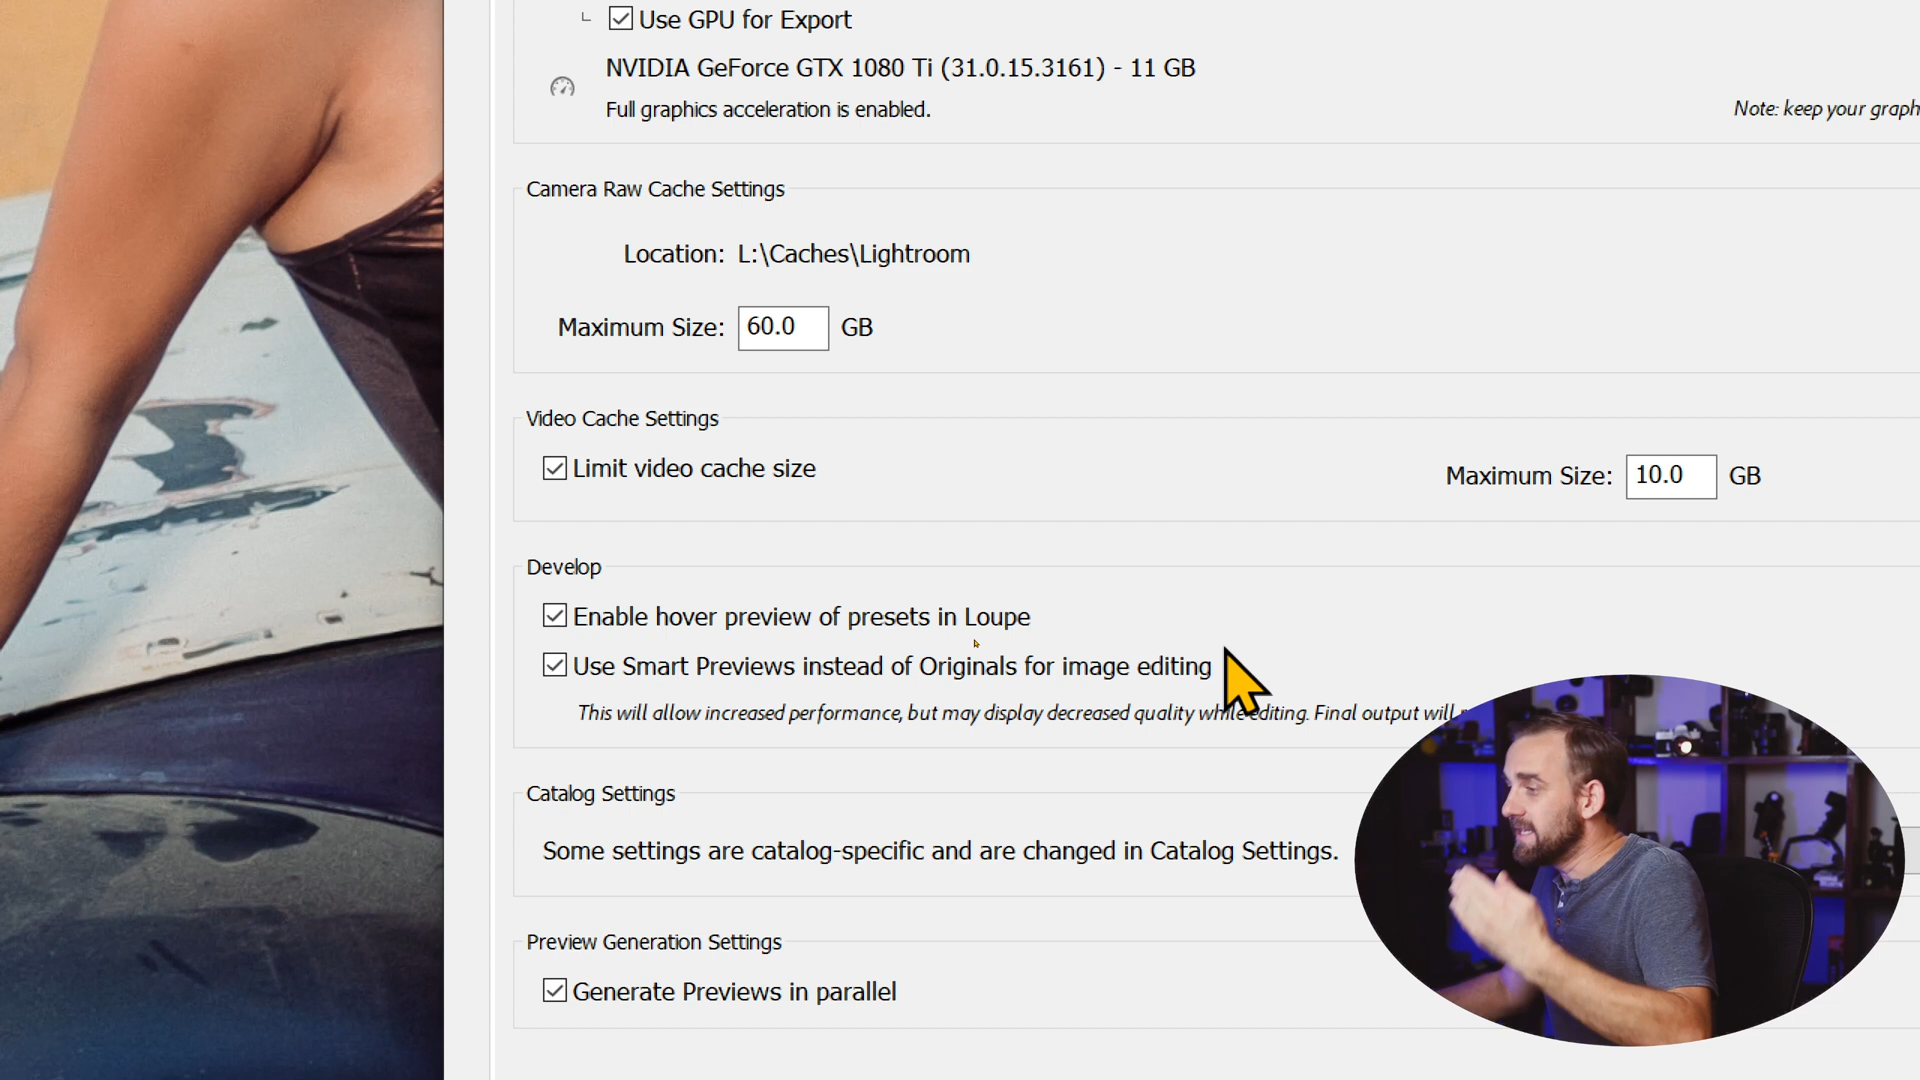 Use GPU for Export
NVIDIA GeForce GTX 1080 Ti (31.0.15.3161) - 11 GB
Full graphics acceleration is enabled.
Note: keep your graph
Camera Raw Cache Settings
Location: L:\Caches\Lightroom
Maximum Size: 60.0 GB
Video Cache Settings
Limit video cache size
Maximum Size: 10.0 GB
Develop
Enable hover preview of presets in Loupe
Use Smart Previews instead of Originals for image editing
This will allow increased performance, but may display decreased quality while editing. Final output will
Catalog Settings
Some settings are catalog-specific and are changed in Catalog Settings.
Preview Generation Settings
Generate Previews in parallel